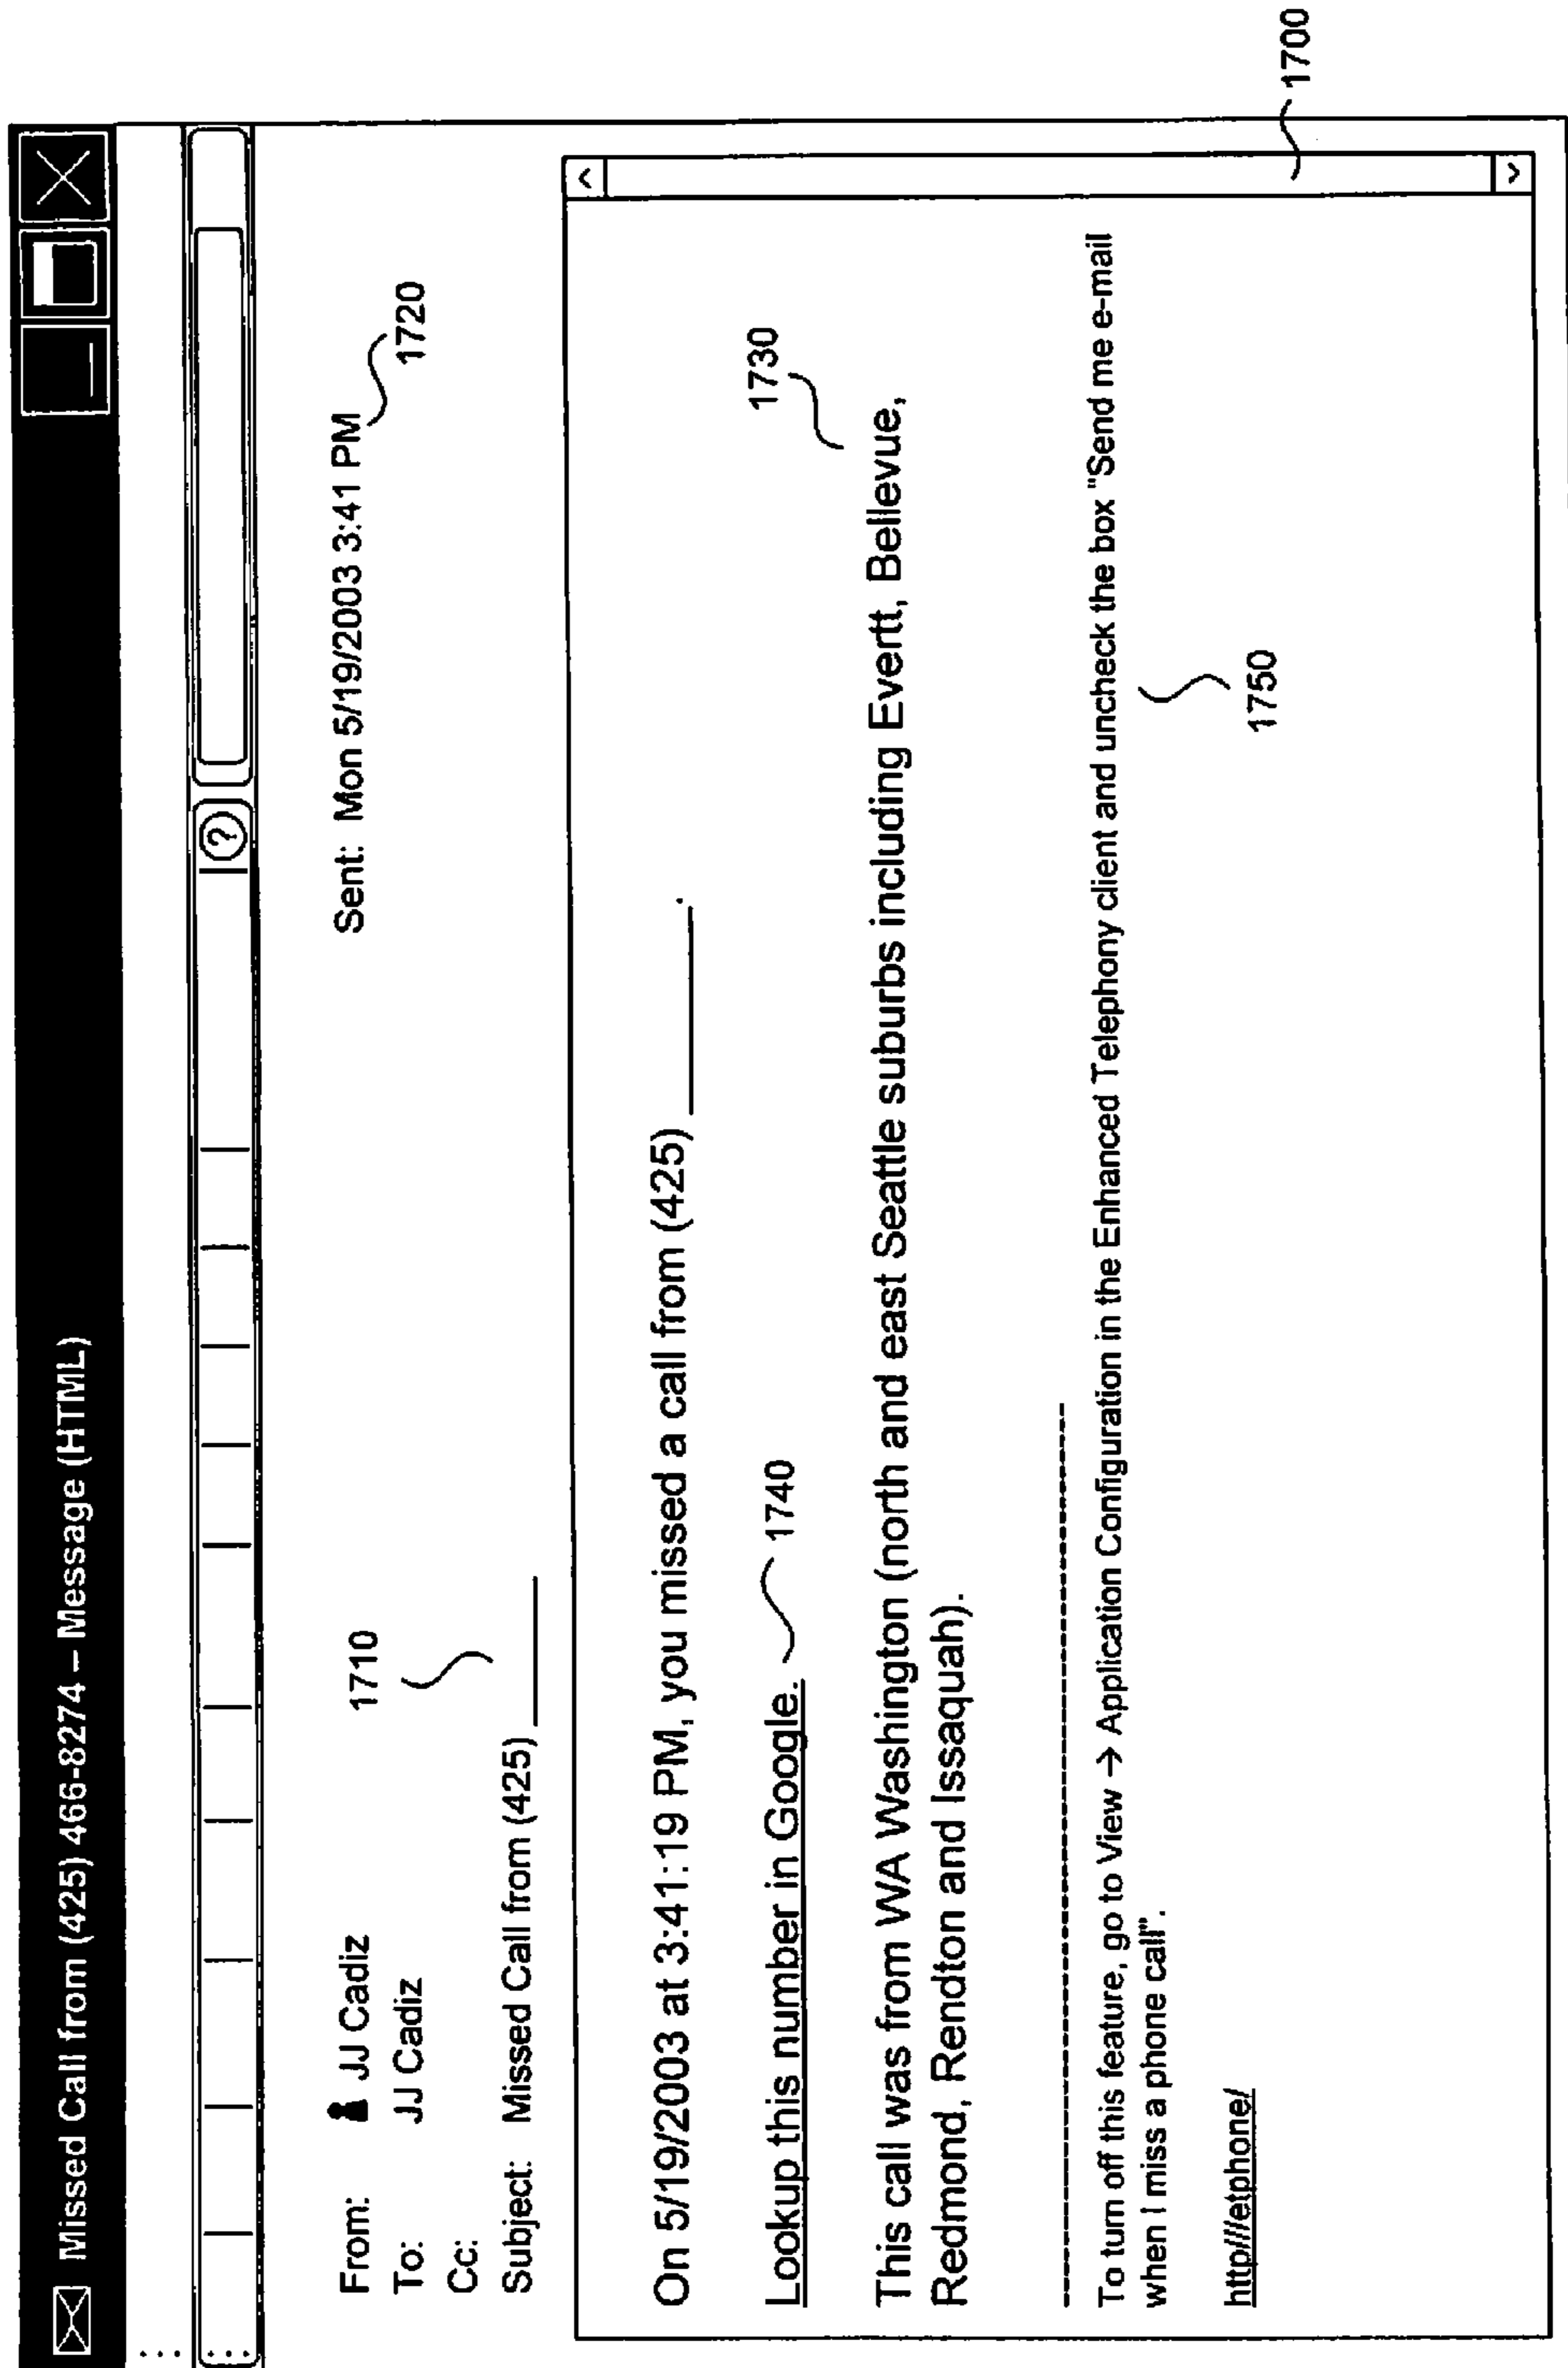 Missed Call from (425) 466-8274 – Message (HTML)
?
From: JJ Cadiz
1710
Sent: Mon 5/19/2003 3:41 PM
1720
To: JJ Cadiz
Cc:
Subject: Missed Call from (425) ______
On 5/19/2003 at 3:41:19 PM, you missed a call from (425) ________.
Lookup this number in Google.
1740
1730
This call was from WA Washington (north and east Seattle suburbs including Evertt, Bellevue,
Redmond, Rendton and Issaquah).
----------------------------------------
To turn off this feature, go to View → Application Configuration in the Enhanced Telephony client and uncheck the box "Send me e-mail
when I miss a phone call".
1750
http///etphone/
1700